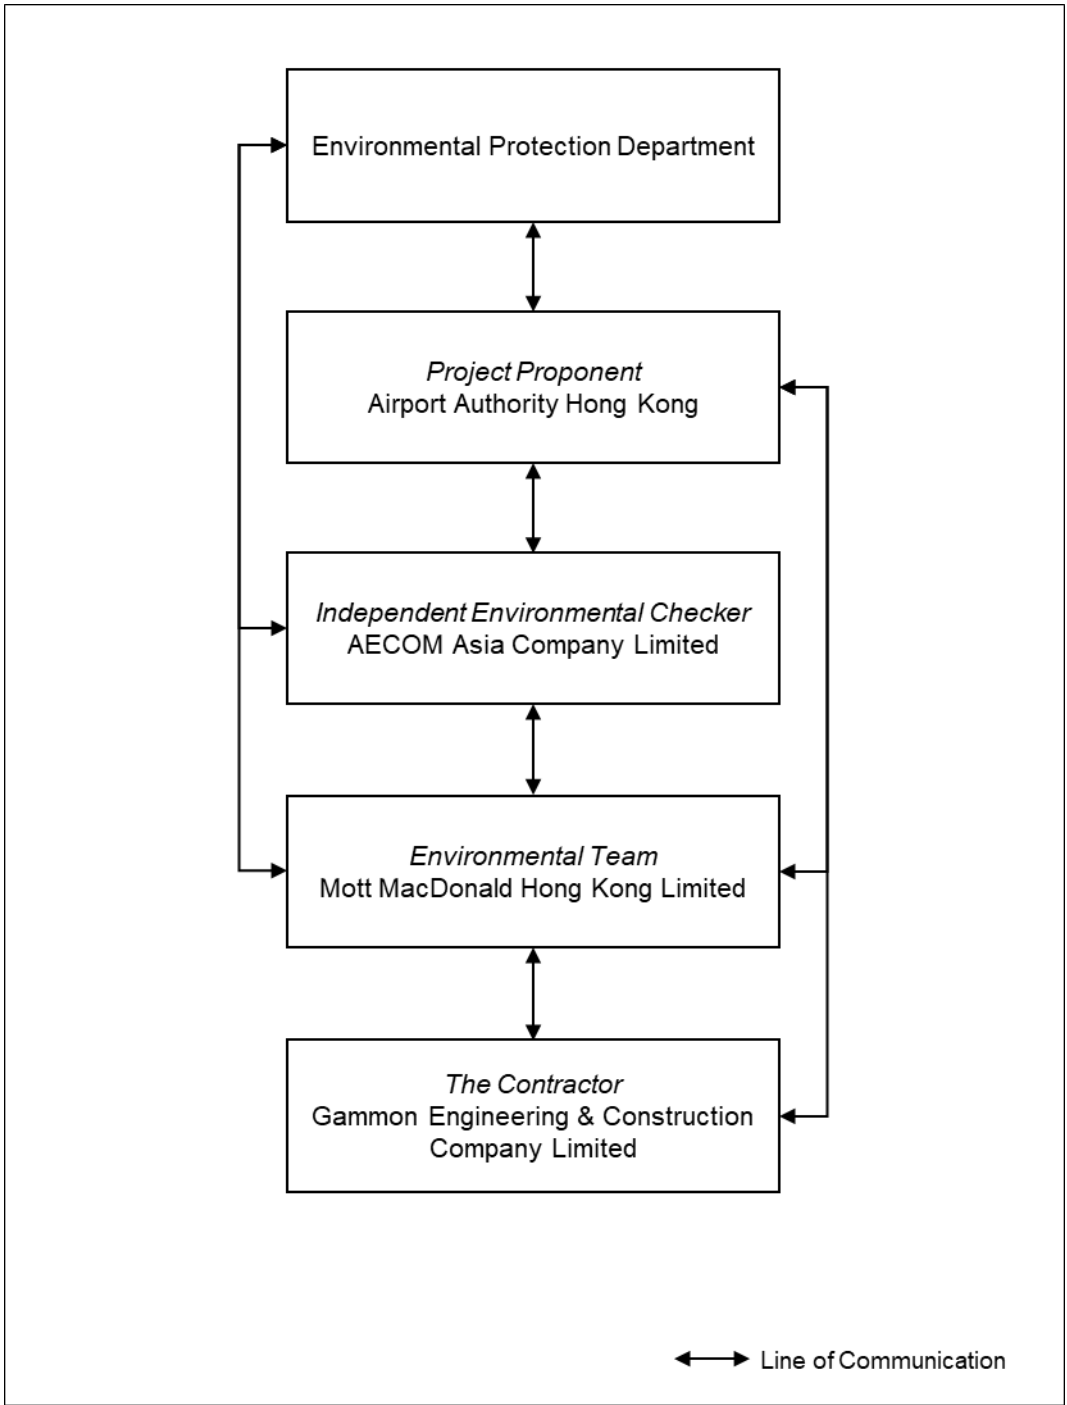 Environmental Protection Department
Project Proponent
Airport Authority Hong Kong
Independent Environmental Checker
AECOM Asia Company Limited
Environmental Team
Mott MacDonald Hong Kong Limited
The Contractor
Gammon Engineering & Construction
Company Limited
Line of Communication